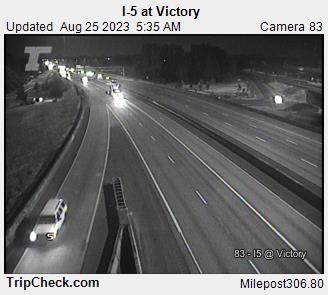 I-5 at Victory
Updated Aug 25 2023 5:35 AM Camera 83
83 - I5 @ Victory
TripCheck.com Milepost306.80